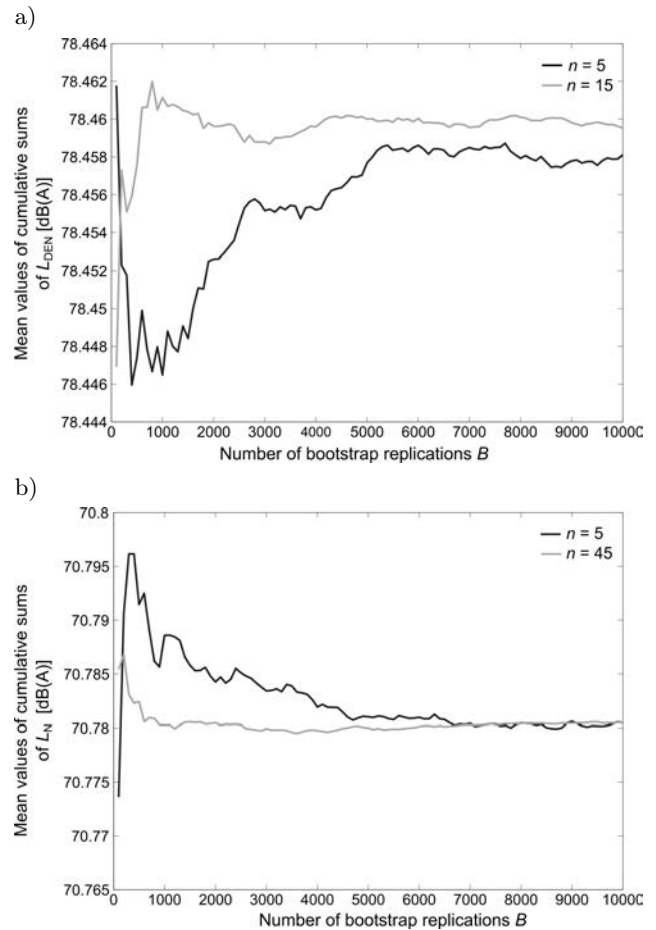 a)
78.464
78.462
78.46
78.458
78.456
78.454
78.452
78.45
78.448
78.446
78.444
Mean values of cumulative sums
of L_DEN [dB(A)]
n = 5
n = 15
0 1000 2000 3000 4000 5000 6000 7000 8000 9000 10000
Number of bootstrap replications B
b)
70.8
70.795
70.79
70.785
70.78
70.775
70.77
70.765
Mean values of cumulative sums
of L_N [dB(A)]
n = 5
n = 45
0 1000 2000 3000 4000 5000 6000 7000 8000 9000 10000
Number of bootstrap replications B